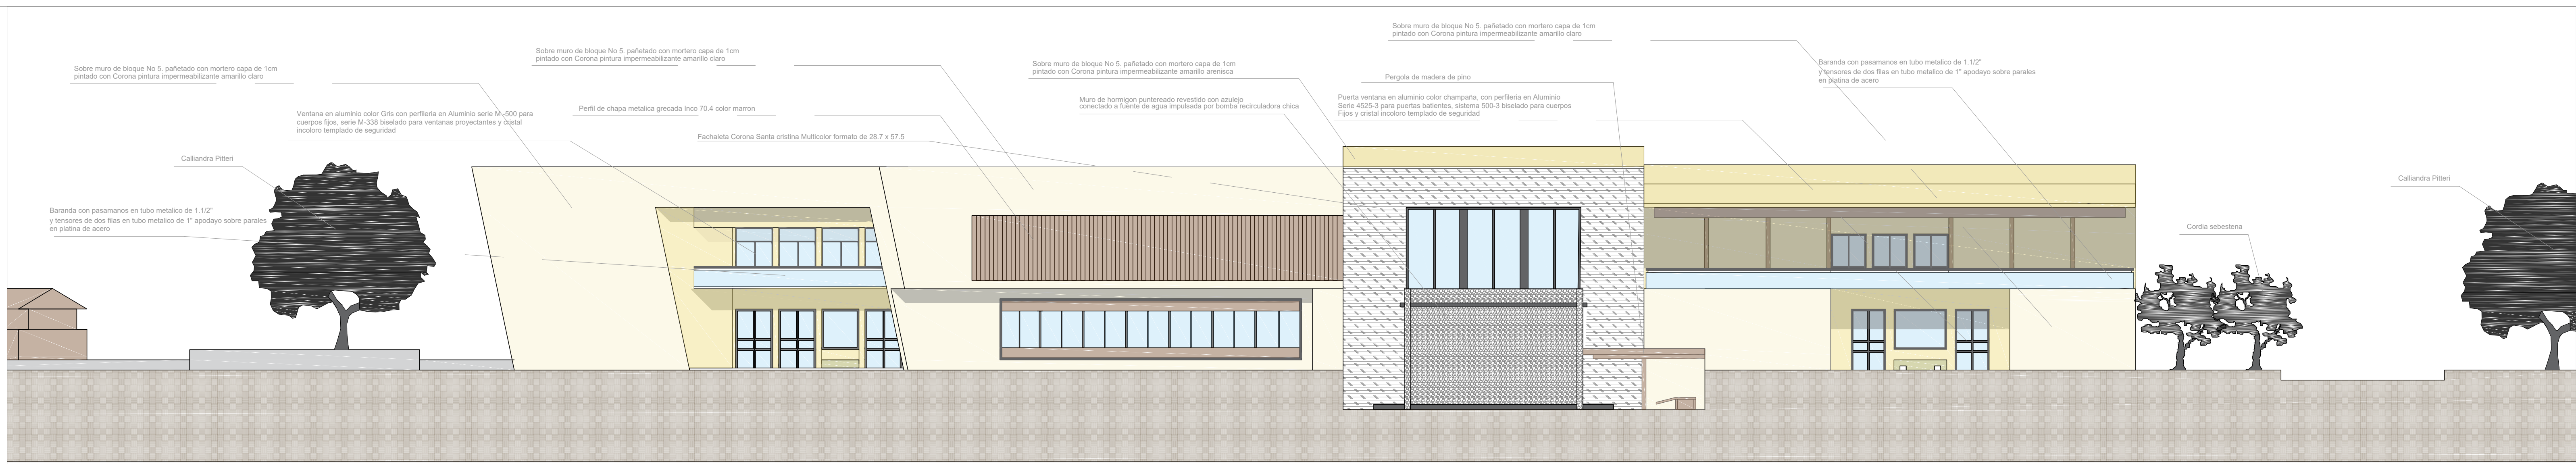 Sobre muro de bloque No 5. pañetado con mortero capa de 1cm
pintado con Corona pintura impermeabilizante amarillo claro
Ventana en aluminio color Gris con perfileria en Aluminio serie M-500 para
cuerpos fijos, serie M-338 biselado para ventanas proyectantes y cristal
incoloro templado de seguridad
Calliandra Pitteri
Baranda con pasamanos en tubo metalico de 1.1/2"
y tensores de dos filas en tubo metalico de 1" apodayo sobre parales
en platina de acero
Sobre muro de bloque No 5. pañetado con mortero capa de 1cm
pintado con Corona pintura impermeabilizante amarillo claro
Perfil de chapa metalica grecada Inco 70.4 color marron
Fachaleta Corona Santa cristina Multicolor formato de 28.7 x 57.5
Sobre muro de bloque No 5. pañetado con mortero capa de 1cm
pintado con Corona pintura impermeabilizante amarillo arenisca
Muro de hormigon puntereado revestido con azulejo
conectado a fuente de agua impulsada por bomba recirculadora chica
Sobre muro de bloque No 5. pañetado con mortero capa de 1cm
pintado con Corona pintura impermeabilizante amarillo claro
Pergola de madera de pino
Puerta ventana en aluminio color champaña, con perfileria en Aluminio
Serie 4525-3 para puertas batientes, sistema 500-3 biselado para cuerpos
Fijos y cristal incoloro templado de seguridad
Baranda con pasamanos en tubo metalico de 1.1/2"
y tensores de dos filas en tubo metalico de 1" apodayo sobre parales
en platina de acero
Cordia sebestena
Calliandra Pitteri